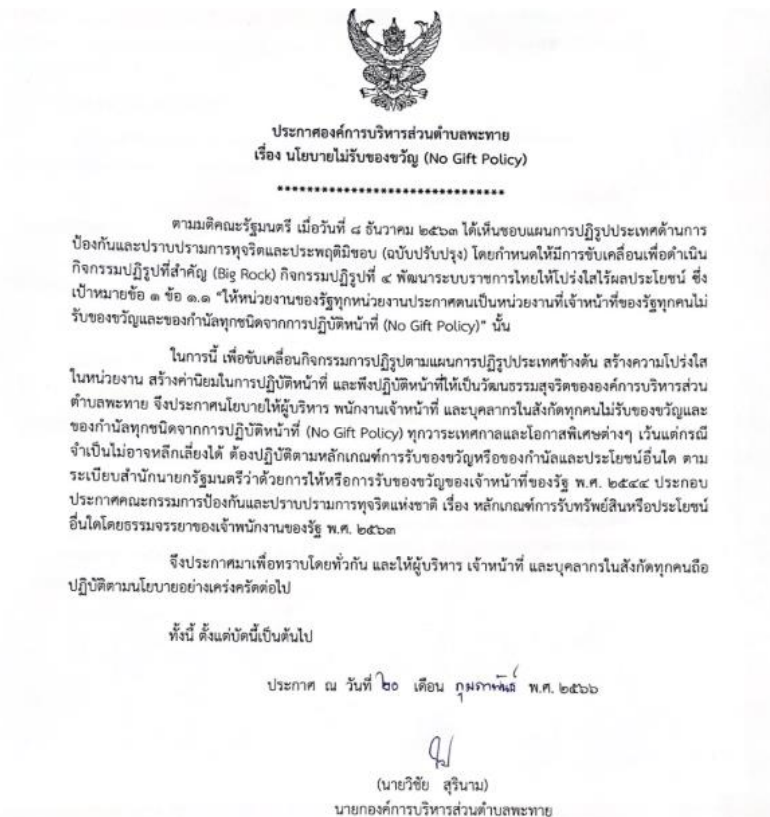 ประกาศองค์การบริหารส่วนตำบลพะทาย
เรื่อง นโยบายไม่รับของขวัญ (No Gift Policy)
*******************************
ตามมติคณะรัฐมนตรี เมื่อวันที่ ๘ ธันวาคม ๒๕๖๓ ได้เห็นชอบแผนการปฏิรูปประเทศด้านการ
ป้องกันและปราบปรามการทุจริตและประพฤติมิชอบ (ฉบับปรับปรุง) โดยกำหนดให้มีการขับเคลื่อนเพื่อดำเนิน
กิจกรรมปฏิรูปที่สำคัญ (Big Rock) กิจกรรมปฏิรูปที่ ๔ พัฒนาระบบราชการไทยให้โปร่งใสไร้ผลประโยชน์ ซึ่ง
เป้าหมายข้อ ๑ ข้อ ๑.๑ "ให้หน่วยงานของรัฐทุกหน่วยงานประกาศตนเป็นหน่วยงานที่เจ้าหน้าที่ของรัฐทุกคนไม่
รับของขวัญและของกำนัลทุกชนิดจากการปฏิบัติหน้าที่ (No Gift Policy)" นั้น
ในการนี้ เพื่อขับเคลื่อนกิจกรรมการปฏิรูปตามแผนการปฏิรูปประเทศข้างต้น สร้างความโปร่งใส
ในหน่วยงาน สร้างค่านิยมในการปฏิบัติหน้าที่ และพึงปฏิบัติหน้าที่ให้เป็นวัฒนธรรมสุจริตขององค์การบริหารส่วน
ตำบลพะทาย จึงประกาศนโยบายให้ผู้บริหาร พนักงานเจ้าหน้าที่ และบุคลากรในสังกัดทุกคนไม่รับของขวัญและ
ของกำนัลทุกชนิดจากการปฏิบัติหน้าที่ (No Gift Policy) ทุกวาระเทศกาลและโอกาสพิเศษต่างๆ เว้นแต่กรณี
จำเป็นไม่อาจหลีกเลี่ยงได้ ต้องปฏิบัติตามหลักเกณฑ์การรับของขวัญหรือของกำนัลและประโยชน์อื่นใด ตาม
ระเบียบสำนักนายกรัฐมนตรีว่าด้วยการให้หรือการรับของขวัญของเจ้าหน้าที่ของรัฐ พ.ศ. ๒๕๔๔ ประกอบ
ประกาศคณะกรรมการป้องกันและปราบปรามการทุจริตแห่งชาติ เรื่อง หลักเกณฑ์การรับทรัพย์สินหรือประโยชน์
อื่นใดโดยธรรมจรรยาของเจ้าพนักงานของรัฐ พ.ศ. ๒๕๖๓
จึงประกาศมาเพื่อทราบโดยทั่วกัน และให้ผู้บริหาร เจ้าหน้าที่ และบุคลากรในสังกัดทุกคนถือ
ปฏิบัติตามนโยบายอย่างเคร่งครัดต่อไป
ทั้งนี้ ตั้งแต่บัดนี้เป็นต้นไป
ประกาศ ณ วันที่ ๒๐ เดือน กุมภาพันธ์ พ.ศ. ๒๕๖๖
(นายวิชัย สุรินาม)
นายกองค์การบริหารส่วนตำบลพะทาย